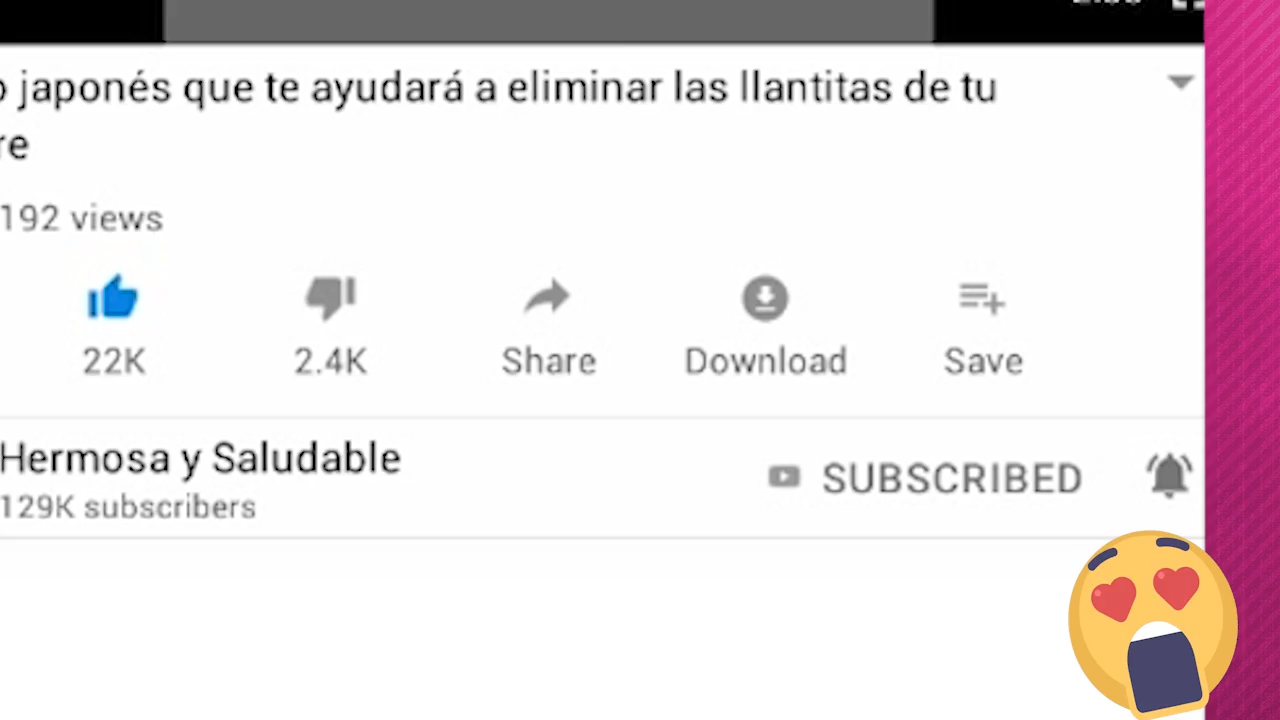 japonés que te ayudará a eliminar las llantitas de tu
re
192 views
22K
2.4K
Share
Download
Save
Hermosa y Saludable
129K subscribers
SUBSCRIBED